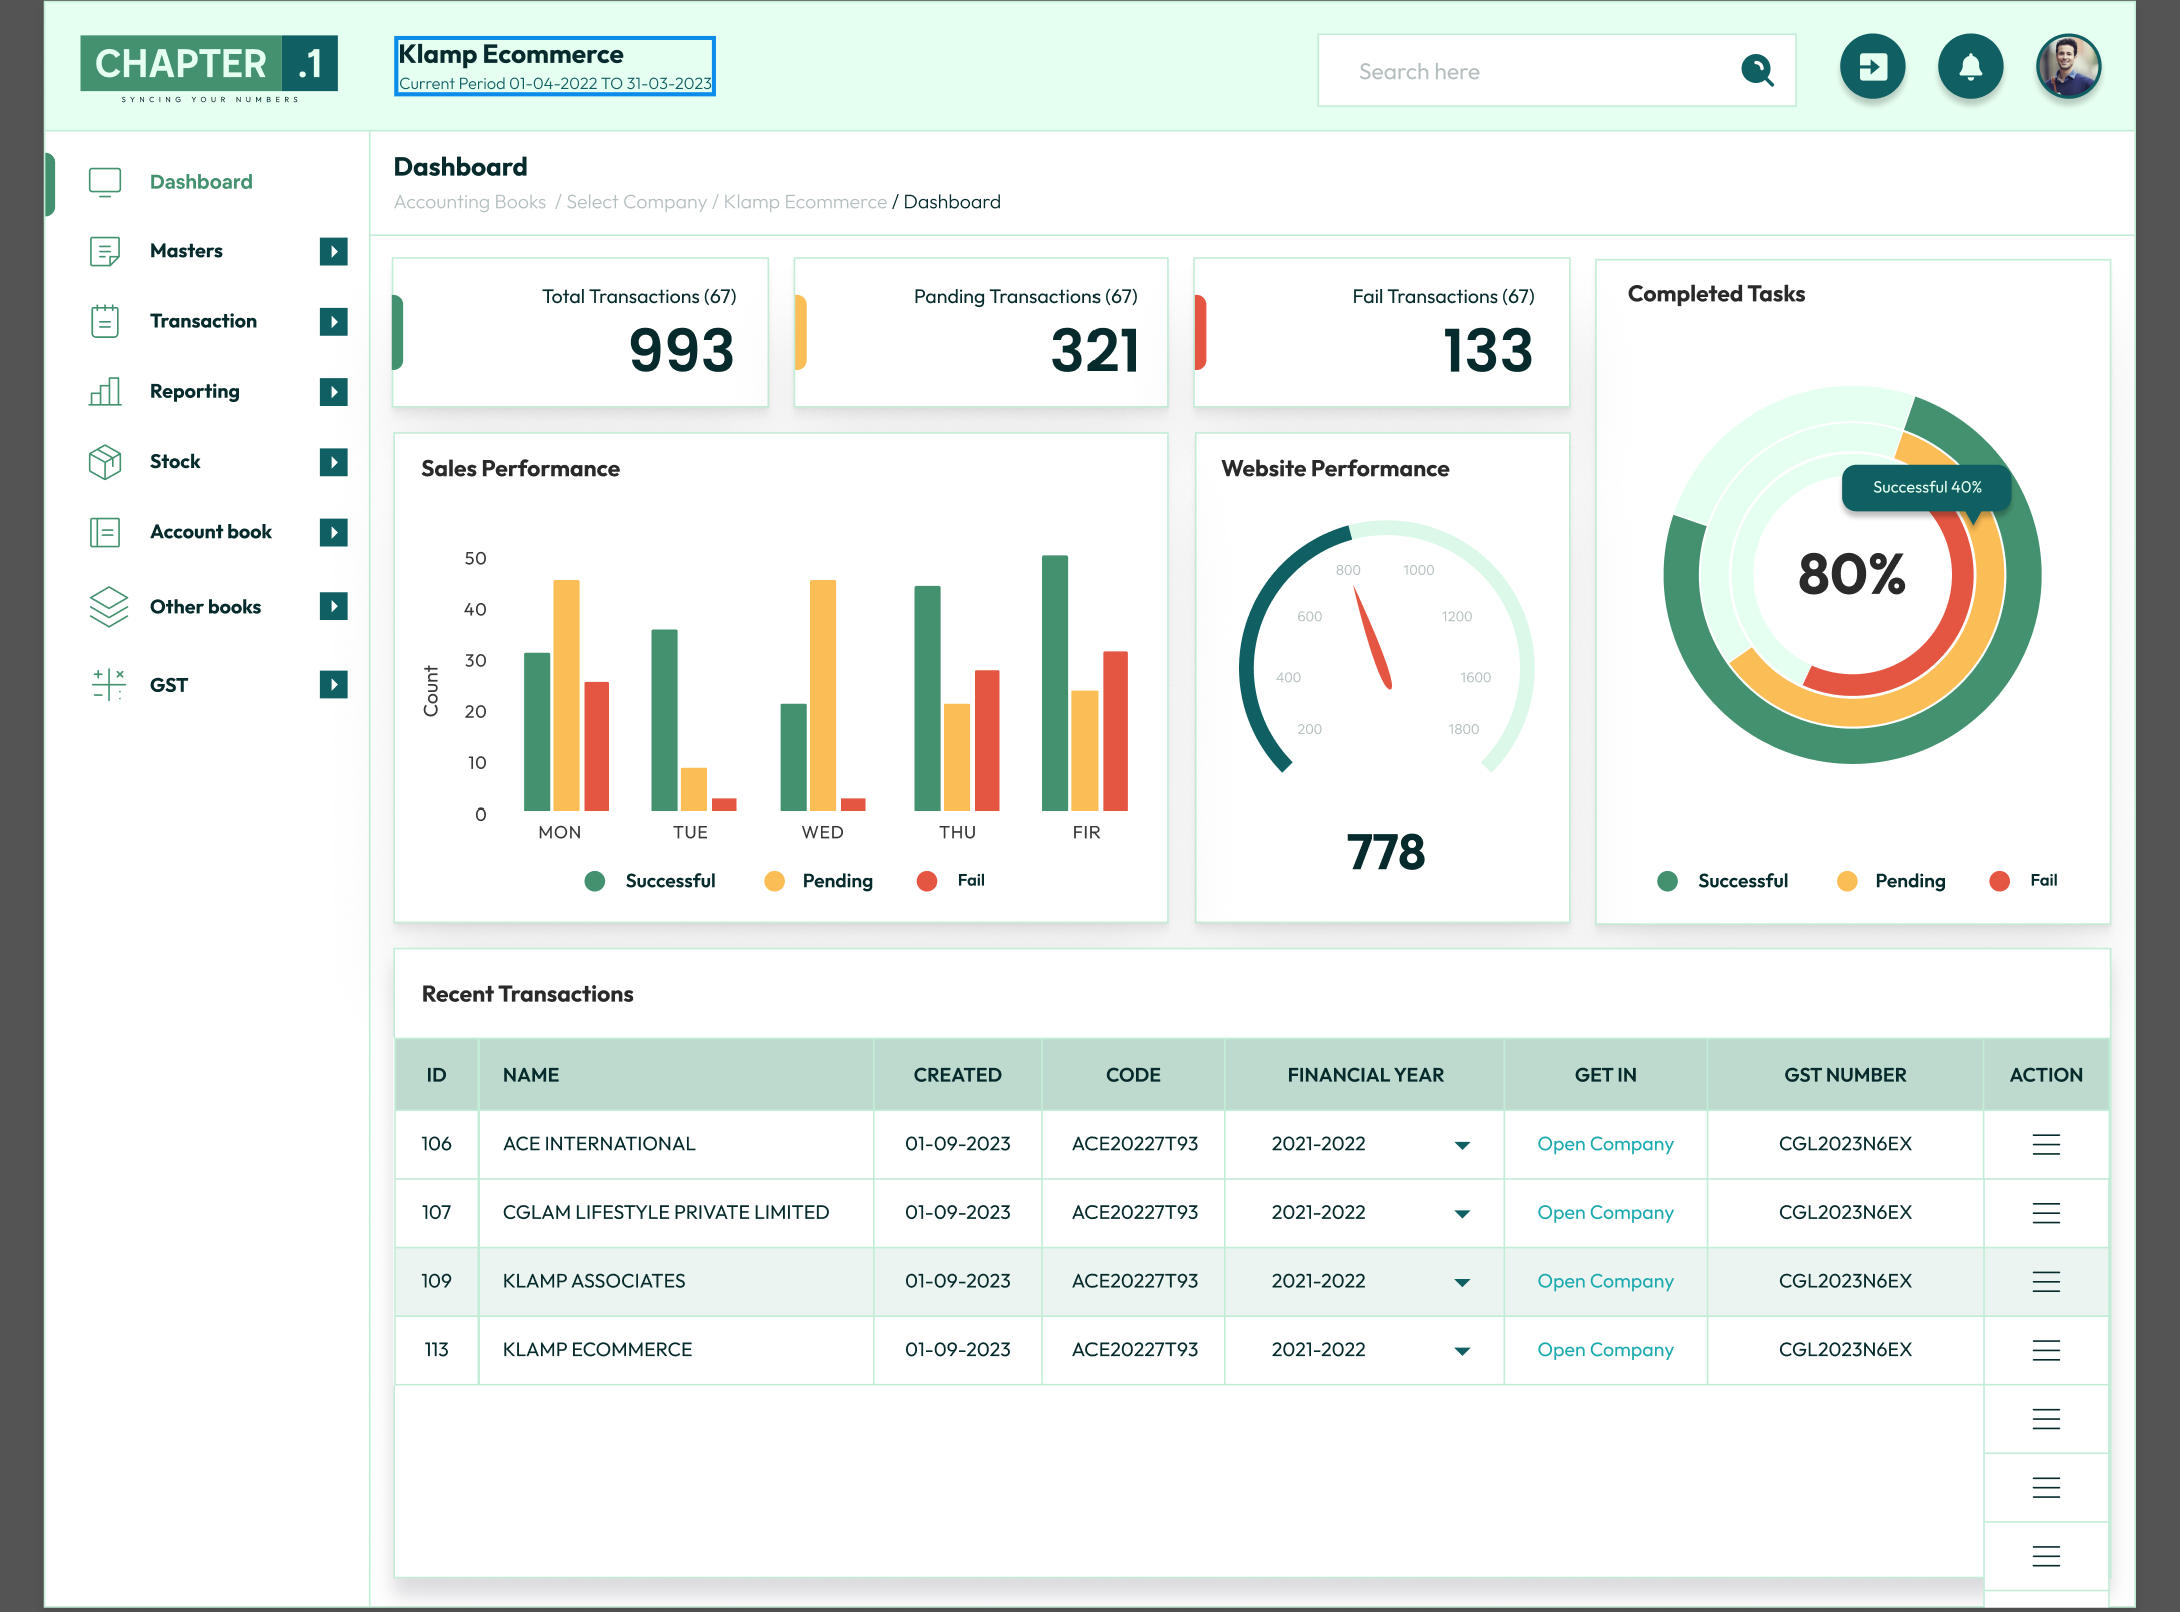 CHAPTER .1
SYNCING YOUR NUMBERS
Klamp Ecommerce
Current Period 01-04-2022 TO 31-03-2023
Search here
Dashboard
Masters
Transaction
Reporting
Stock
Account book
Other books
GST
Dashboard
Accounting Books / Select Company / Klamp Ecommerce / Dashboard
Total Transactions (67)
993
Panding Transactions (67)
321
Fail Transactions (67)
133
Completed Tasks
Successful 40%
80%
Successful Pending Fail
Sales Performance
Count
50
40
30
20
10
0
MON TUE WED THU FIR
Successful Pending Fail
Website Performance
800 1000
600 1200
400 1600
200 1800
778
Recent Transactions
ID NAME CREATED CODE FINANCIAL YEAR GET IN GST NUMBER ACTION
106 ACE INTERNATIONAL 01-09-2023 ACE20227T93 2021-2022 Open Company CGL2023N6EX
107 CGLAM LIFESTYLE PRIVATE LIMITED 01-09-2023 ACE20227T93 2021-2022 Open Company CGL2023N6EX
109 KLAMP ASSOCIATES 01-09-2023 ACE20227T93 2021-2022 Open Company CGL2023N6EX
113 KLAMP ECOMMERCE 01-09-2023 ACE20227T93 2021-2022 Open Company CGL2023N6EX